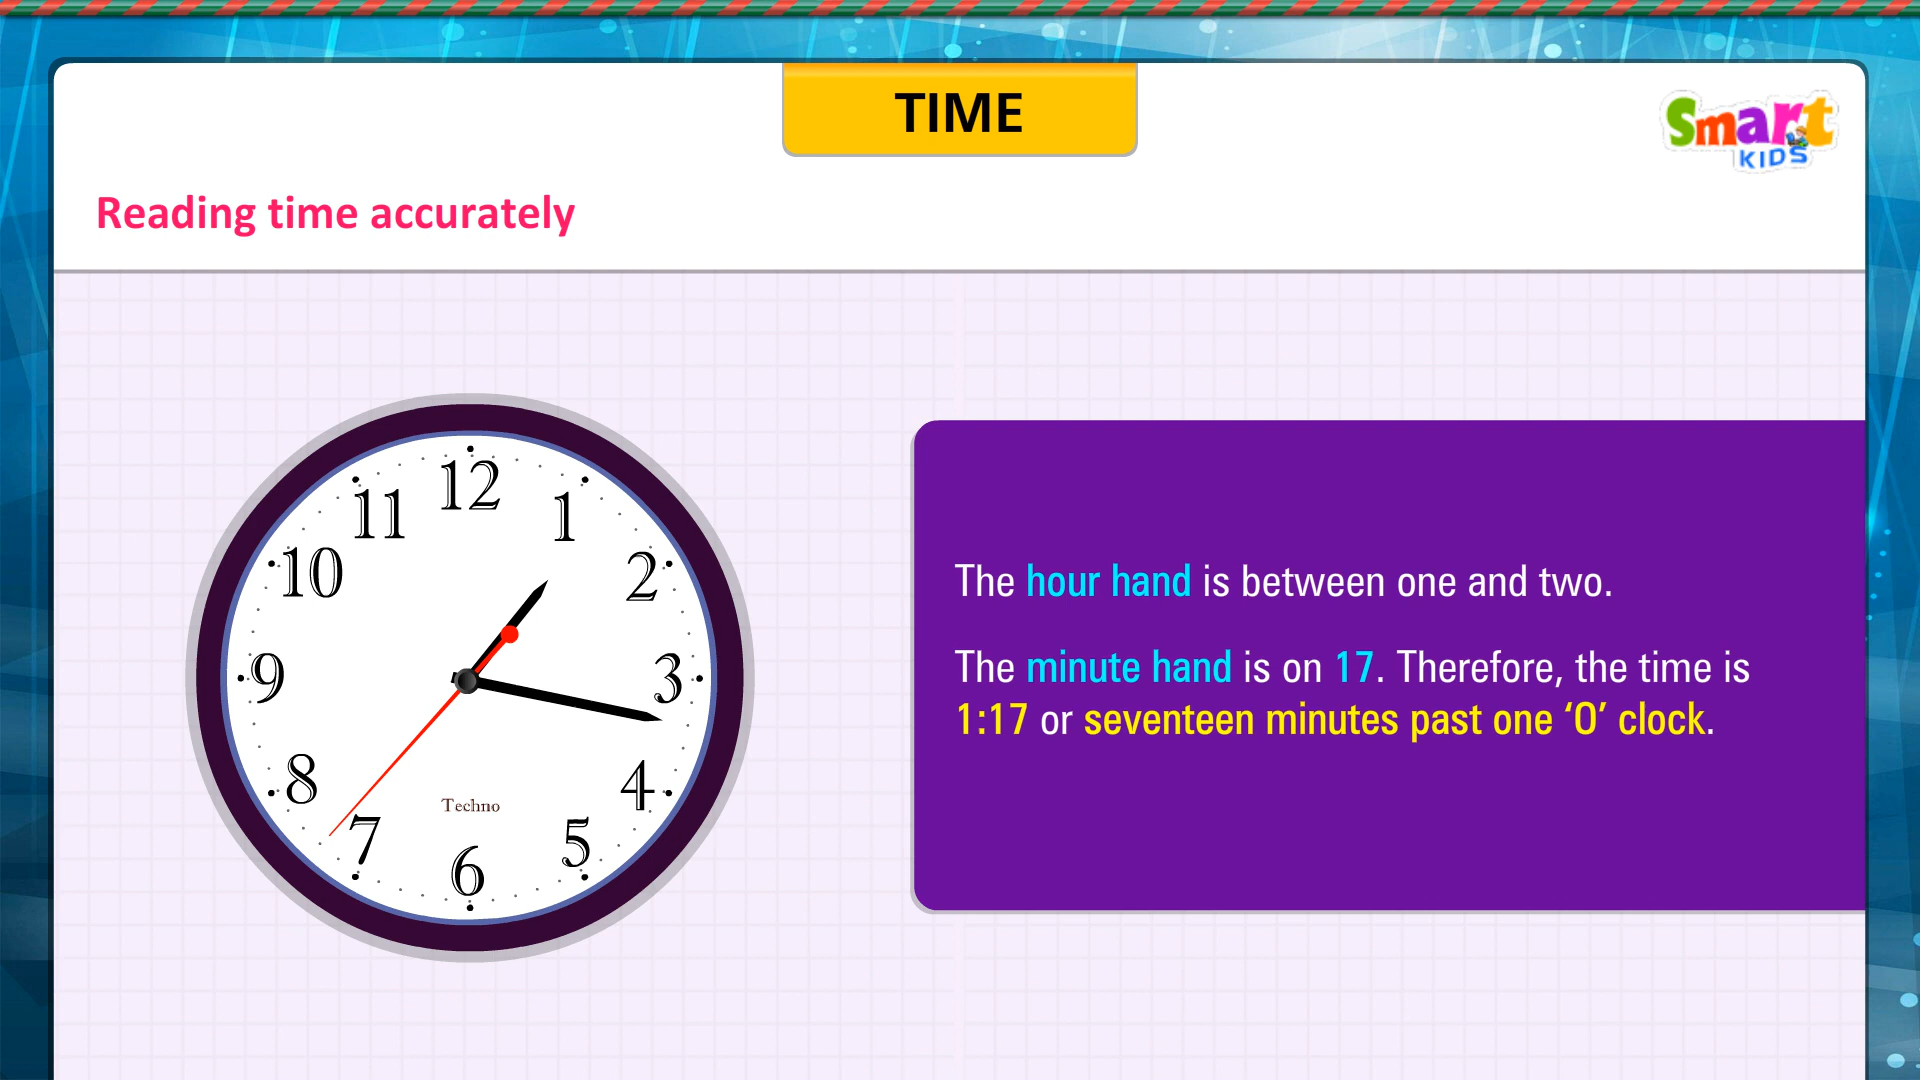 TIME
Smart
KIDS
Reading time accurately
12
11
1
10
2
9
3
8
4
Techno
7
5
6
The hour hand is between one and two.
The minute hand is on 17. Therefore, the time is
1:17 or seventeen minutes past one ‘O’ clock.